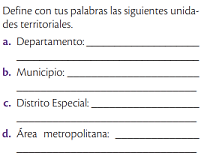 Define con tus palabras las siguientes unida-
des territoriales.
a. Departamento:
b. Municipio:
c. Distrito Especial:
d. Área metropolitana: